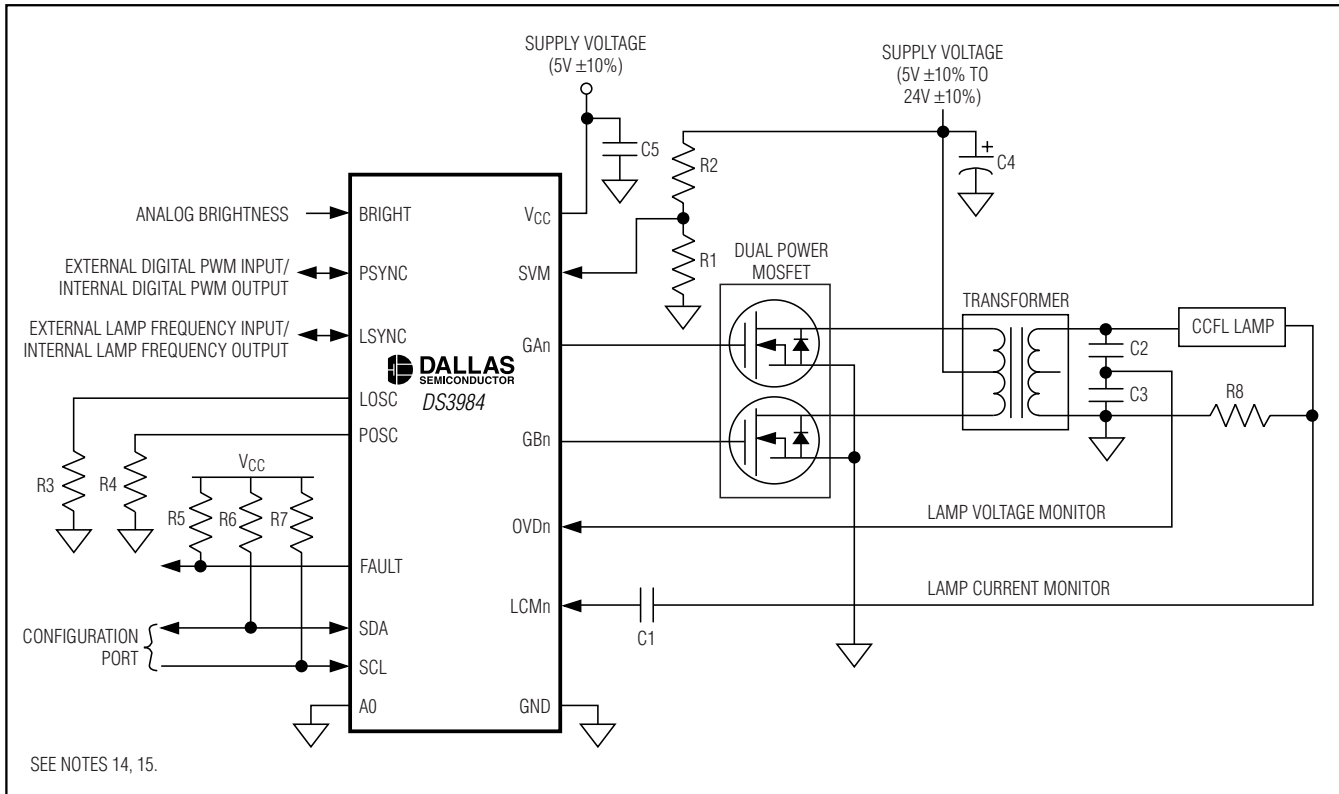 SUPPLY VOLTAGE
(5V ±10%)
SUPPLY VOLTAGE
(5V ±10% TO
24V ±10%)
C5
R2
+
C4
ANALOG BRIGHTNESS
BRIGHT
VCC
R1
DUAL POWER
MOSFET
EXTERNAL DIGITAL PWM INPUT/
INTERNAL DIGITAL PWM OUTPUT
PSYNC
SVM
TRANSFORMER
EXTERNAL LAMP FREQUENCY INPUT/
INTERNAL LAMP FREQUENCY OUTPUT
LSYNC
GAn
CCFL LAMP
C2
DALLAS
SEMICONDUCTOR
DS3984
C3
R8
LOSC
POSC
GBn
R3
R4
VCC
R5
R6
R7
OVDn
LAMP VOLTAGE MONITOR
FAULT
LCMn
C1
LAMP CURRENT MONITOR
CONFIGURATION
PORT
SDA
SCL
A0
GND
SEE NOTES 14, 15.